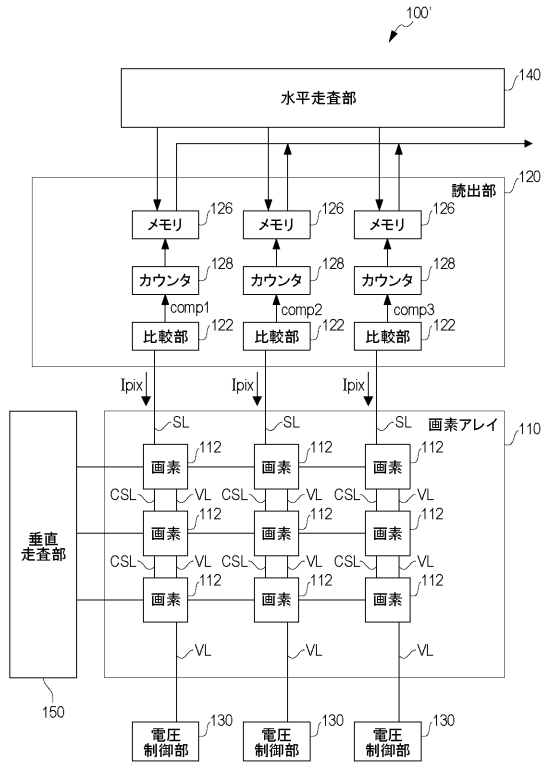 100'
水平走査部
140
読出部
120
メモリ 126 メモリ 126 メモリ 126
カウンタ 128 カウンタ 128 カウンタ 128
comp1 comp2 comp3
比較部 122 比較部 122 比較部 122
Ipix Ipix Ipix
画素アレイ
110
SL SL SL
画素 112 画素 112 画素 112
CSL VL CSL VL CSL VL
画素 112 画素 112 画素 112
CSL VL CSL VL CSL VL
画素 112 画素 112 画素 112
垂直
走査部
150
VL VL VL
電圧 電圧 電圧
制御部 制御部 制御部
130 130 130